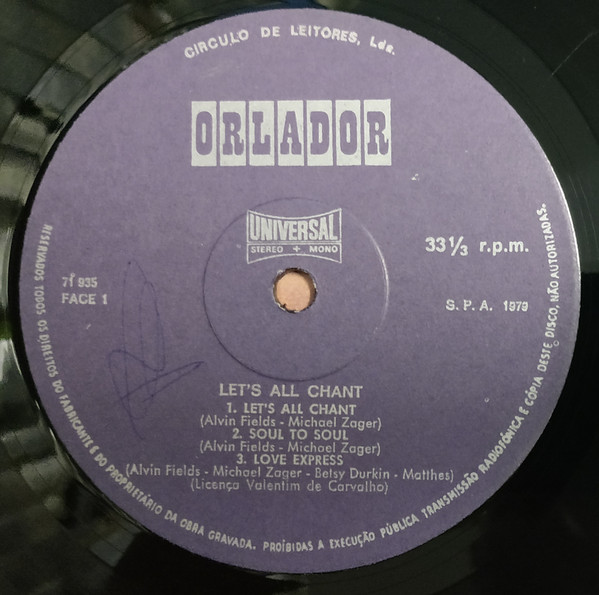 CIRCULO DE LEITORES, Lda.
ORLADOR
UNIVERSAL
STEREO + MONO
33 1/3 r.p.m.
71 935
FACE 1
S. P. A. 1979
LET'S ALL CHANT
1. LET'S ALL CHANT
(Alvin Fields - Michael Zager)
2. SOUL TO SOUL
(Alvin Fields - Michael Zager)
3. LOVE EXPRESS
(Alvin Fields - Michael Zager - Betsy Durkin - Matthes)
(Licença Valentim de Carvalho)
RESERVADOS TODOS OS DIREITOS DO FABRICANTE E DO PROPRIETÁRIO DA OBRA GRAVADA. PROIBIDAS A EXECUÇÃO PÚBLICA TRANSMISSÃO RADIOFÓNICA E CÓPIA DESTE DISCO, NÃO AUTORIZADAS.